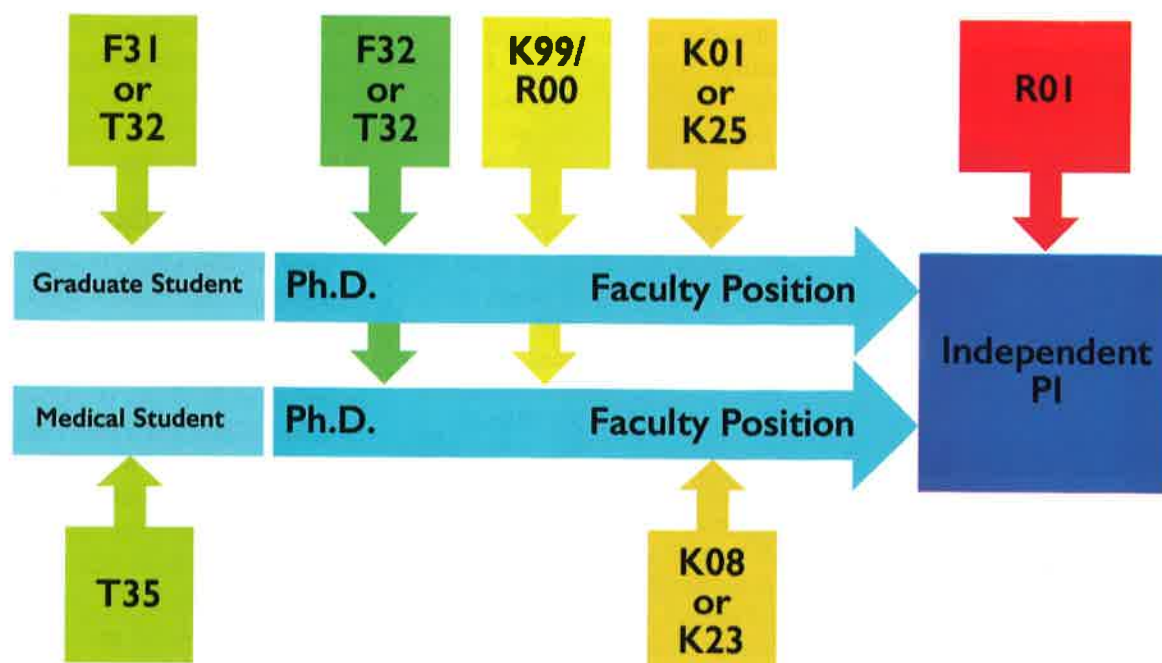 F31
or
T32
F32
or
T32
K99/
R00
K01
or
K25
R01
Graduate Student
Ph.D.
Faculty Position
Independent
PI
Medical Student
Ph.D.
Faculty Position
T35
K08
or
K23